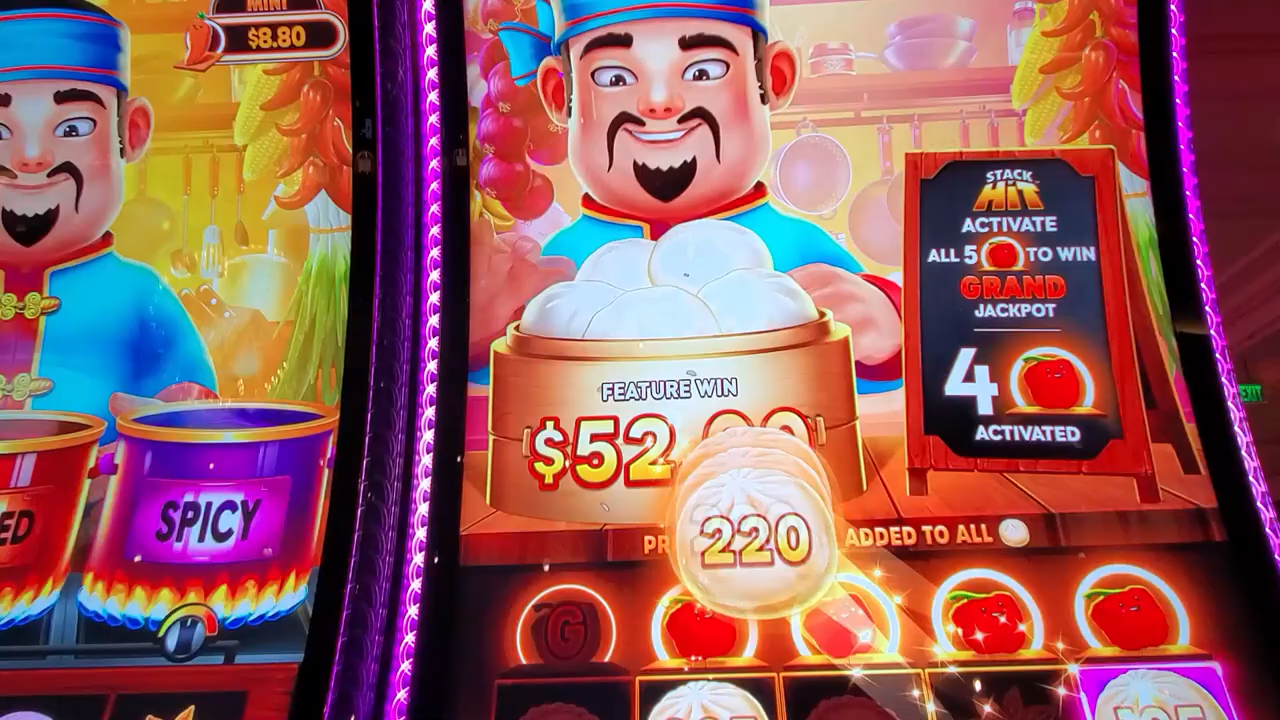 MINI
$8.80
SPICY
STACK
HIT
ACTIVATE
ALL 5 TO WIN
GRAND
JACKPOT
4
ACTIVATED
FEATURE WIN
$52
220
ADDED TO ALL
G
EXIT